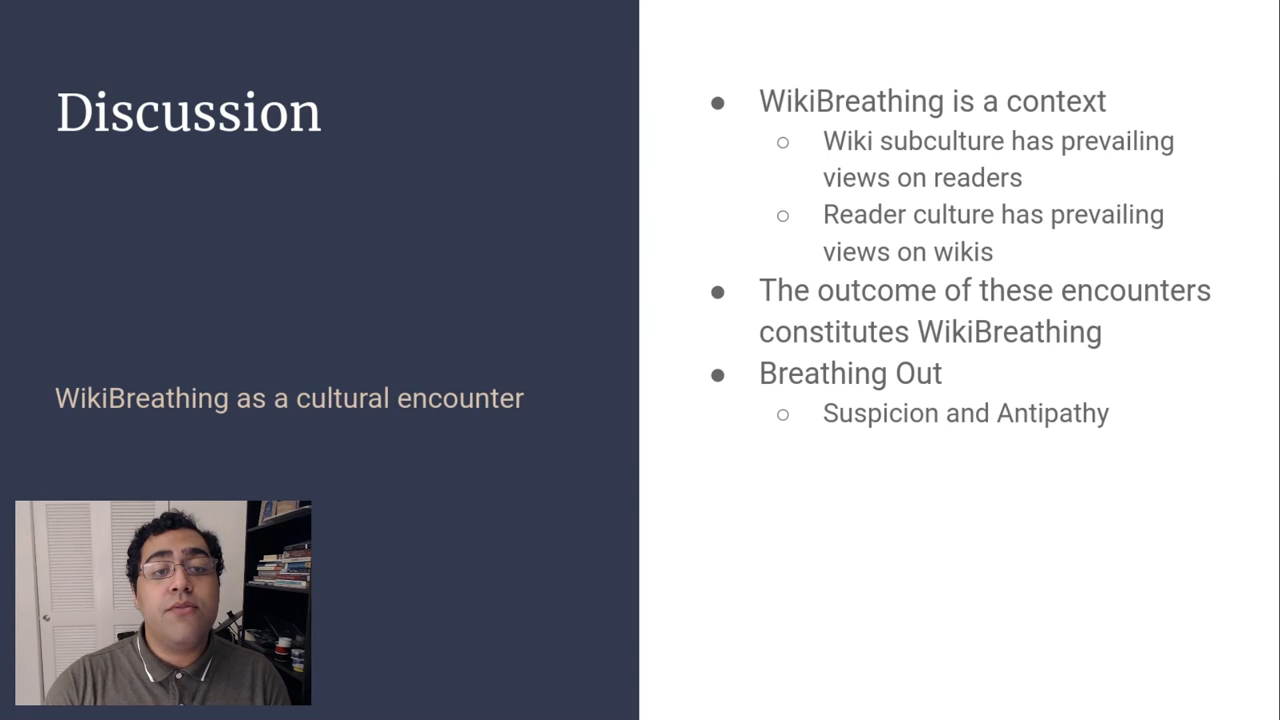 Discussion
WikiBreathing as a cultural encounter
● WikiBreathing is a context
○ Wiki subculture has prevailing
views on readers
○ Reader culture has prevailing
views on wikis
● The outcome of these encounters
constitutes WikiBreathing
● Breathing Out
○ Suspicion and Antipathy